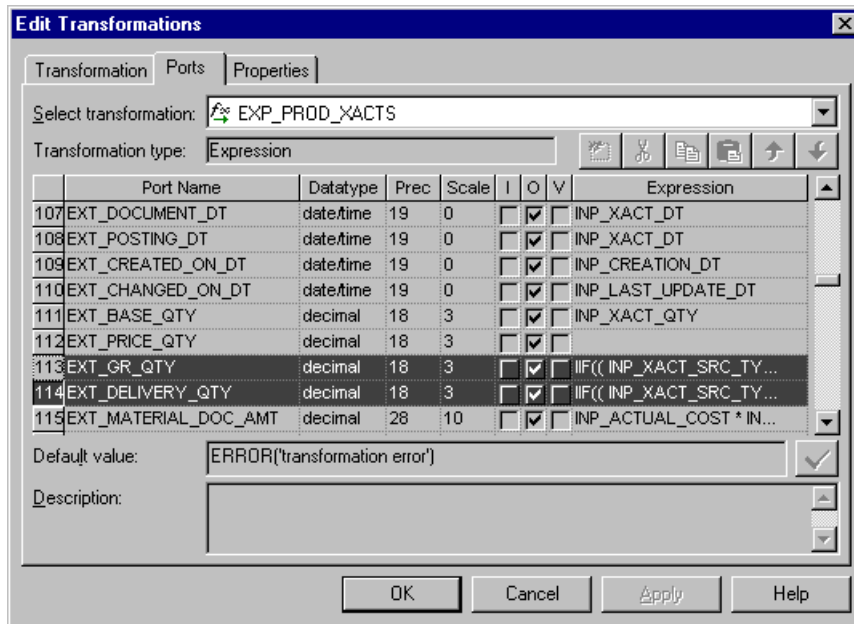 Edit Transformations
Transformation Ports Properties
Select transformation: EXP_PROD_XACTS
Transformation type: Expression
Port Name Datatype Prec Scale I O V Expression
107 EXT_DOCUMENT_DT date/time 19 0 INP_XACT_DT
108 EXT_POSTING_DT date/time 19 0 INP_XACT_DT
109 EXT_CREATED_ON_DT date/time 19 0 INP_CREATION_DT
110 EXT_CHANGED_ON_DT date/time 19 0 INP_LAST_UPDATE_DT
111 EXT_BASE_QTY decimal 18 3 INP_XACT_QTY
112 EXT_PRICE_QTY decimal 18 3
113 EXT_GR_QTY decimal 18 3 IIF(( INP_XACT_SRC_TY...
114 EXT_DELIVERY_QTY decimal 18 3 IIF(( INP_XACT_SRC_TY...
115 EXT_MATERIAL_DOC_AMT decimal 28 10 INP_ACTUAL_COST * IN...
Default value: ERROR('transformation error')
Description:
OK Cancel Apply Help